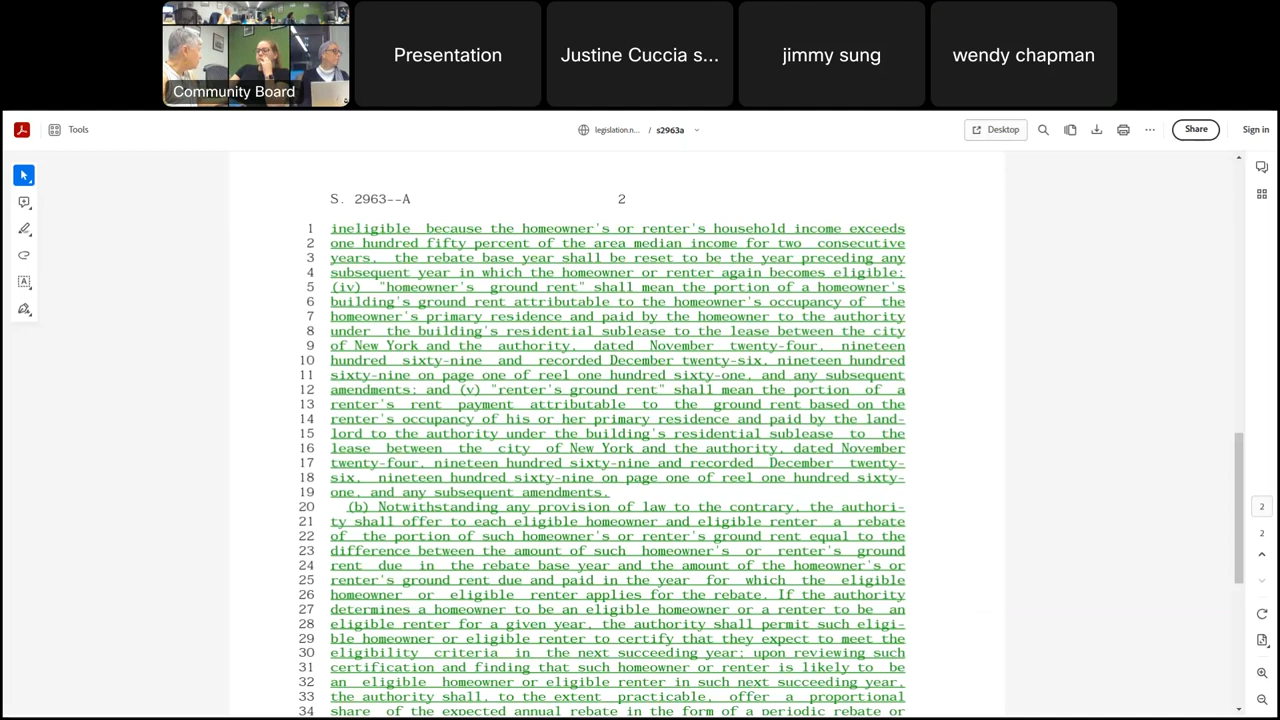 Community Board
Presentation
Justine Cuccia s...
jimmy sung
wendy chapman
Tools
legislation.n... / s2963a
Desktop
Share
Sign in
S. 2963--A 2
1 ineligible because the homeowner's or renter's household income exceeds
2 one hundred fifty percent of the area median income for two consecutive
3 years, the rebate base year shall be reset to be the year preceding any
4 subsequent year in which the homeowner or renter again becomes eligible;
5 (iv) "homeowner's ground rent" shall mean the portion of a homeowner's
6 building's ground rent attributable to the homeowner's occupancy of the
7 homeowner's primary residence and paid by the homeowner to the authority
8 under the building's residential sublease to the lease between the city
9 of New York and the authority, dated November twenty-four, nineteen
10 hundred sixty-nine and recorded December twenty-six, nineteen hundred
11 sixty-nine on page one of reel one hundred sixty-one, and any subsequent
12 amendments; and (v) "renter's ground rent" shall mean the portion of a
13 renter's rent payment attributable to the ground rent based on the
14 renter's occupancy of his or her primary residence and paid by the land-
15 lord to the authority under the building's residential sublease to the
16 lease between the city of New York and the authority, dated November
17 twenty-four, nineteen hundred sixty-nine and recorded December twenty-
18 six, nineteen hundred sixty-nine on page one of reel one hundred sixty-
19 one, and any subsequent amendments.
20 (b) Notwithstanding any provision of law to the contrary, the authori-
21 ty shall offer to each eligible homeowner and eligible renter a rebate
22 of the portion of such homeowner's or renter's ground rent equal to the
23 difference between the amount of such homeowner's or renter's ground
24 rent due in the rebate base year and the amount of the homeowner's or
25 renter's ground rent due and paid in the year for which the eligible
26 homeowner or eligible renter applies for the rebate. If the authority
27 determines a homeowner to be an eligible homeowner or a renter to be an
28 eligible renter for a given year, the authority shall permit such eligi-
29 ble homeowner or eligible renter to certify that they expect to meet the
30 eligibility criteria in the next succeeding year; upon reviewing such
31 certification and finding that such homeowner or renter is likely to be
32 an eligible homeowner or eligible renter in such next succeeding year,
33 the authority shall, to the extent practicable, offer a proportional
34 share of the expected annual rebate in the form of a periodic rebate or
2
2